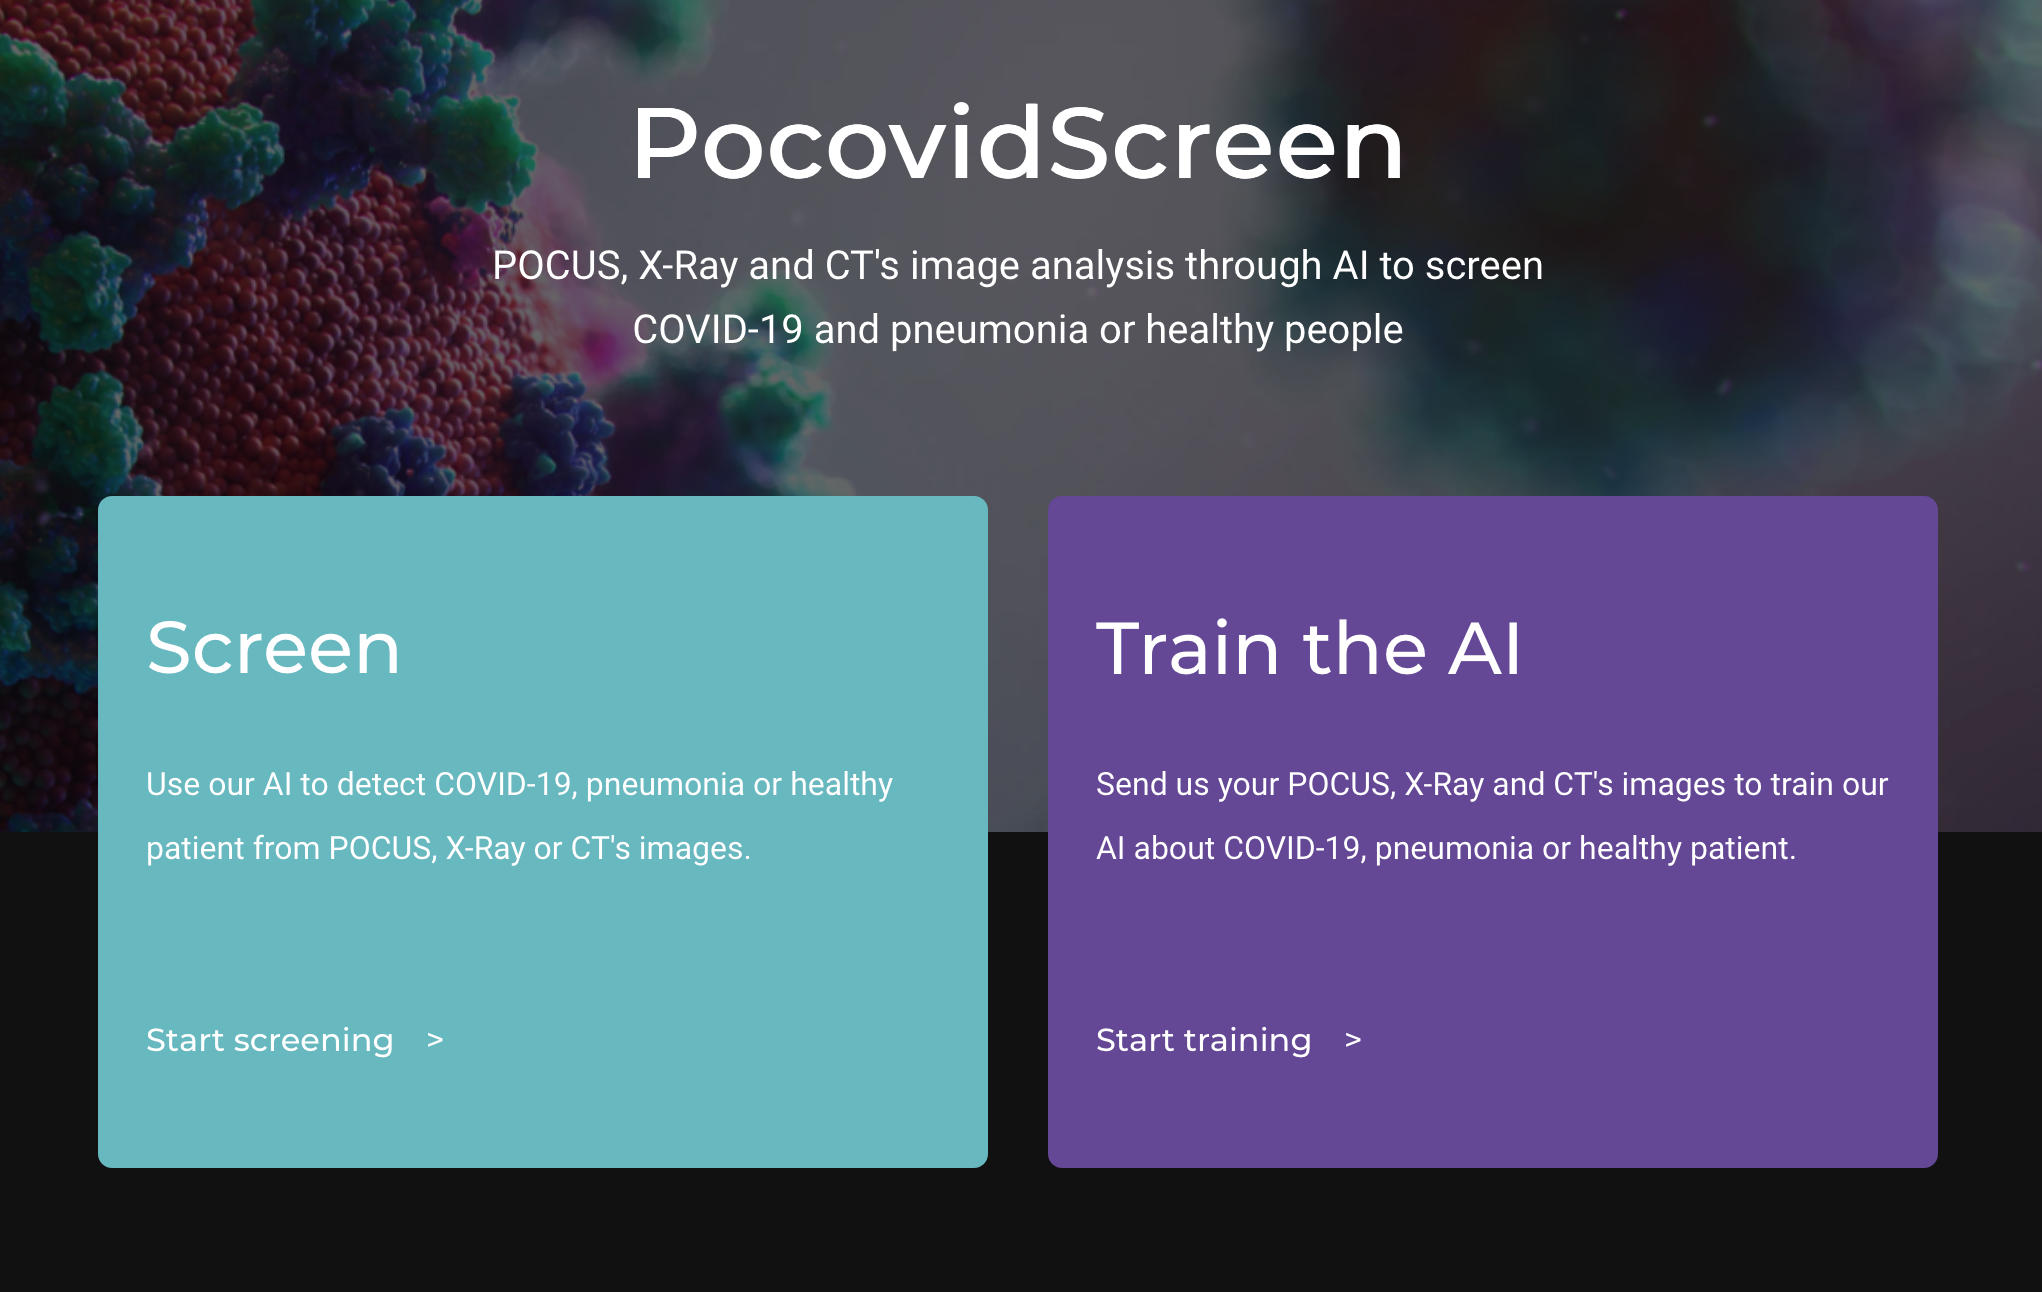 PocovidScreen
POCUS, X-Ray and CT's image analysis through AI to screen
COVID-19 and pneumonia or healthy people
Screen
Use our AI to detect COVID-19, pneumonia or healthy
patient from POCUS, X-Ray or CT's images.
Start screening >
Train the AI
Send us your POCUS, X-Ray and CT's images to train our
AI about COVID-19, pneumonia or healthy patient.
Start training >